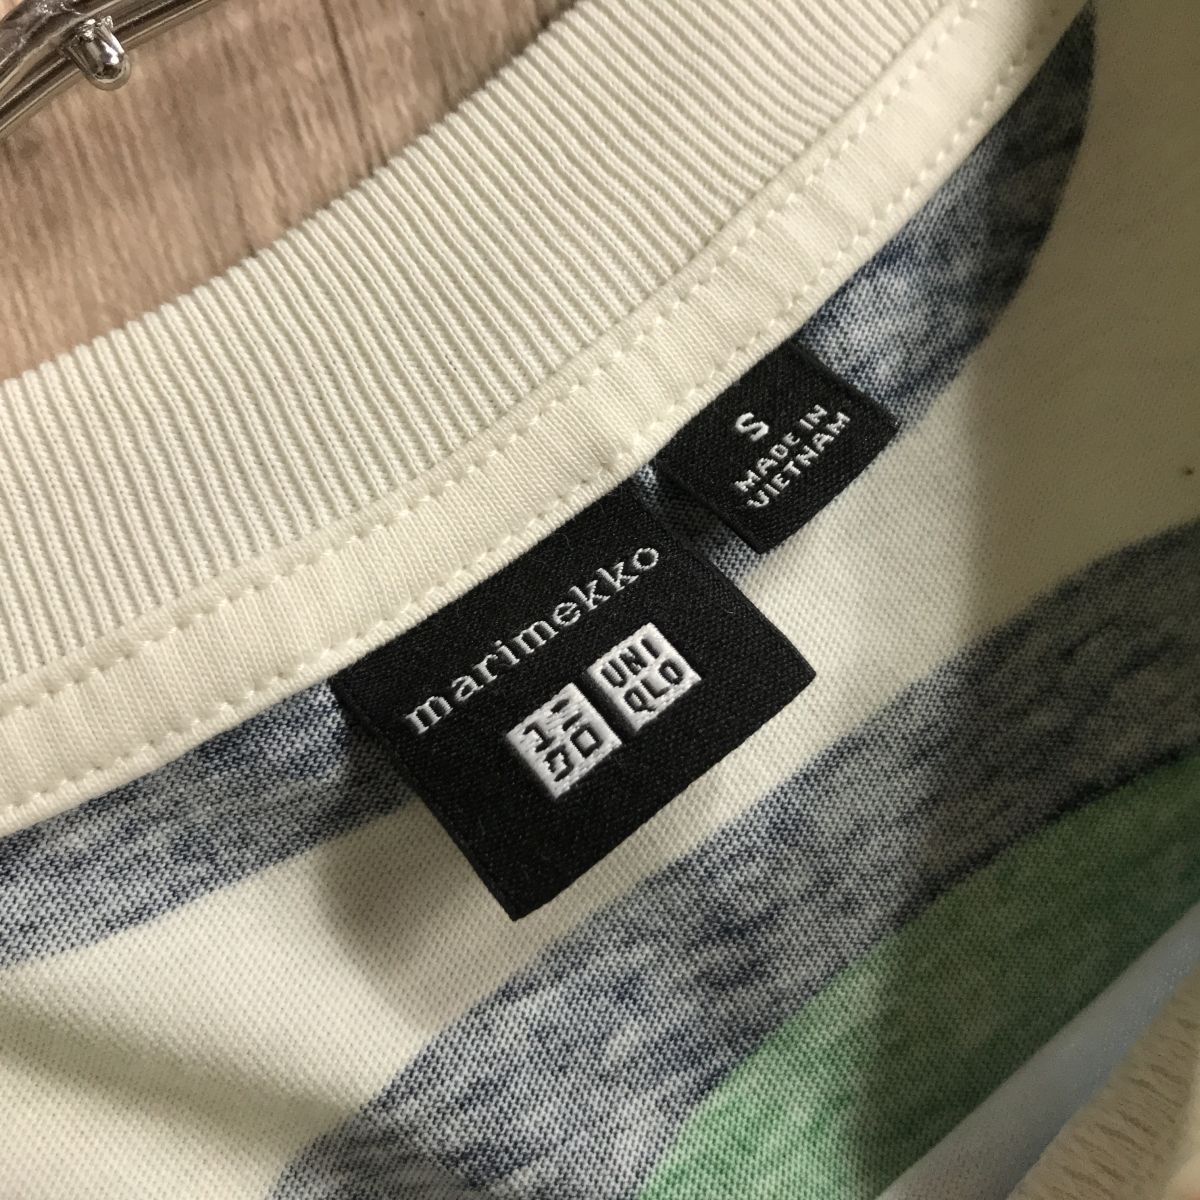 marimekko
ユニ
クロ
UNI
QLO
S
MADE IN
VIETNAM